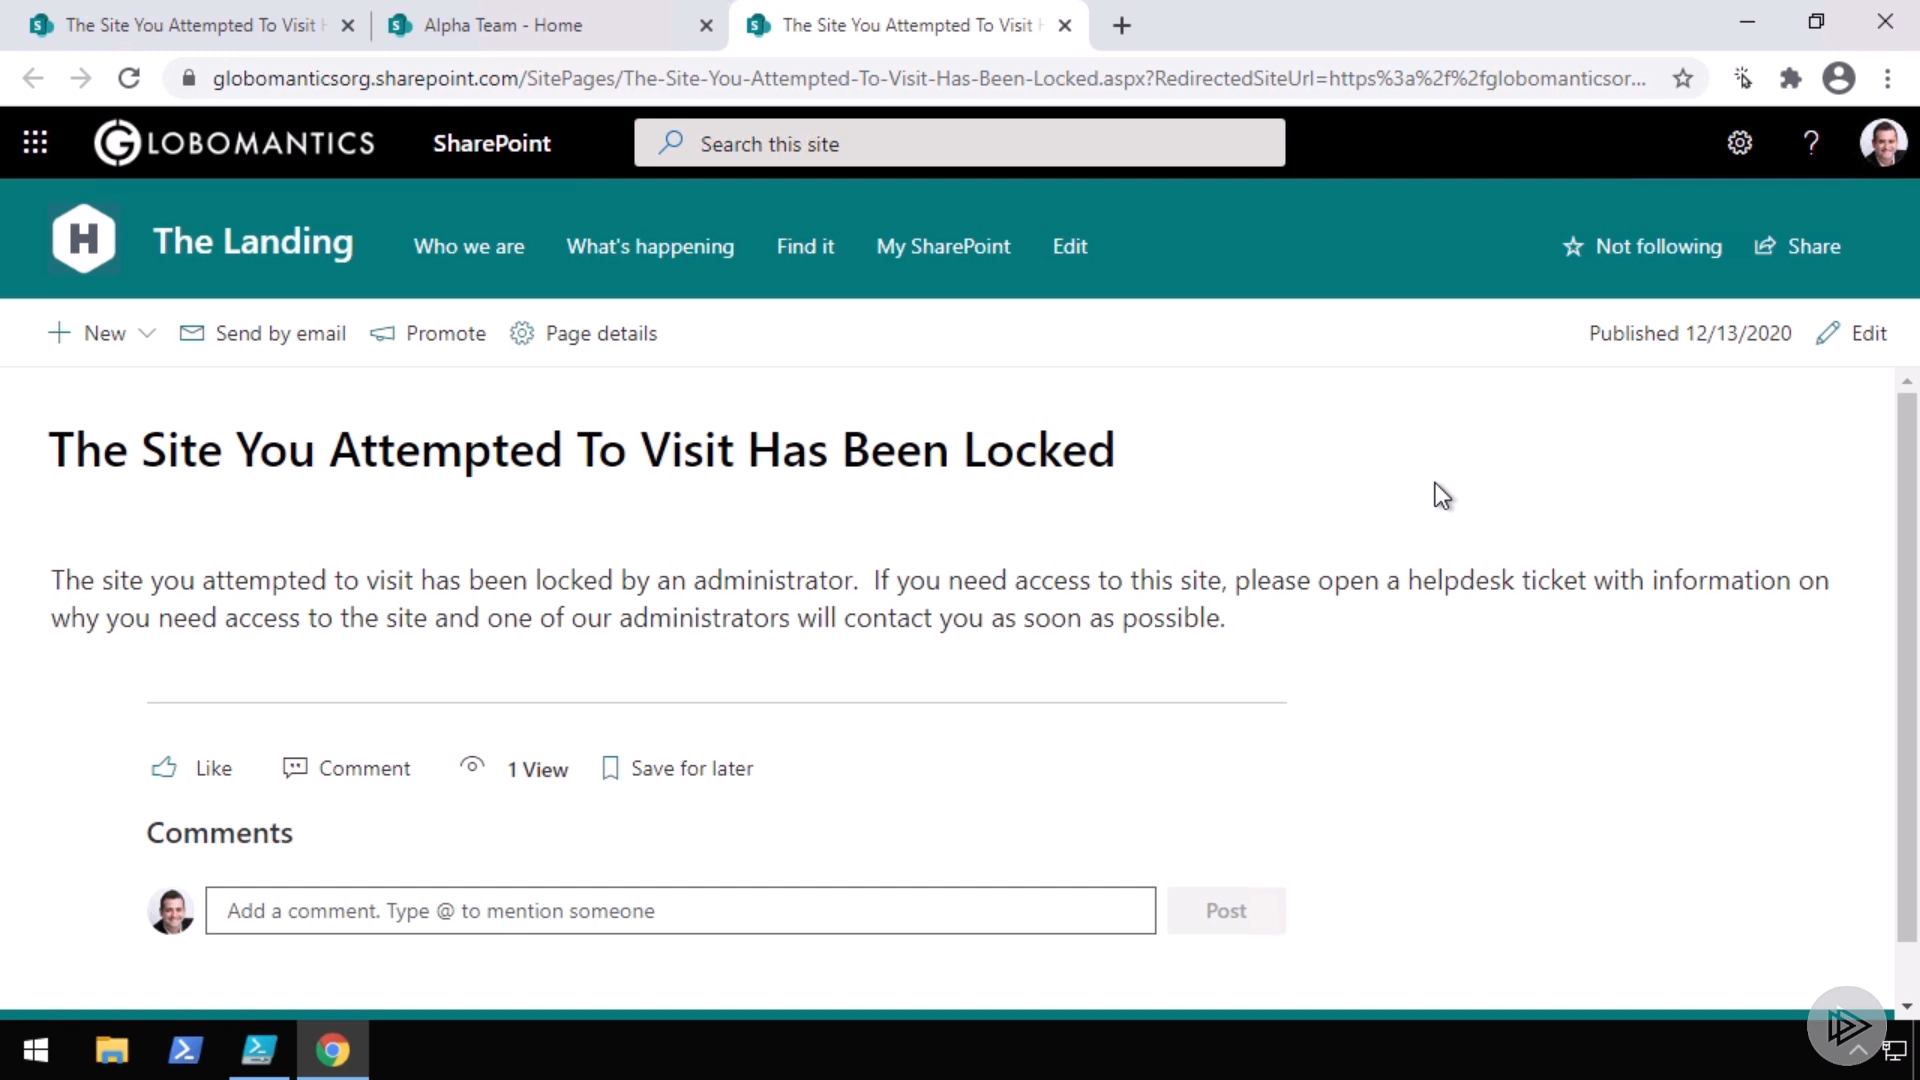 The Site You Attempted To Visit H
Alpha Team - Home
The Site You Attempted To Visit H
globomanticsorg.sharepoint.com/SitePages/The-Site-You-Attempted-To-Visit-Has-Been-Locked.aspx?RedirectedSiteUrl=https%3a%2f%2fglobomanticsor...
GLOBOMANTICS SharePoint Search this site ?
H The Landing Who we are What's happening Find it My SharePoint Edit Not following Share
New Send by email Promote Page details Published 12/13/2020 Edit
The Site You Attempted To Visit Has Been Locked
The site you attempted to visit has been locked by an administrator. If you need access to this site, please open a helpdesk ticket with information on
why you need access to the site and one of our administrators will contact you as soon as possible.
Like Comment 1 View Save for later
Comments
Add a comment. Type @ to mention someone Post